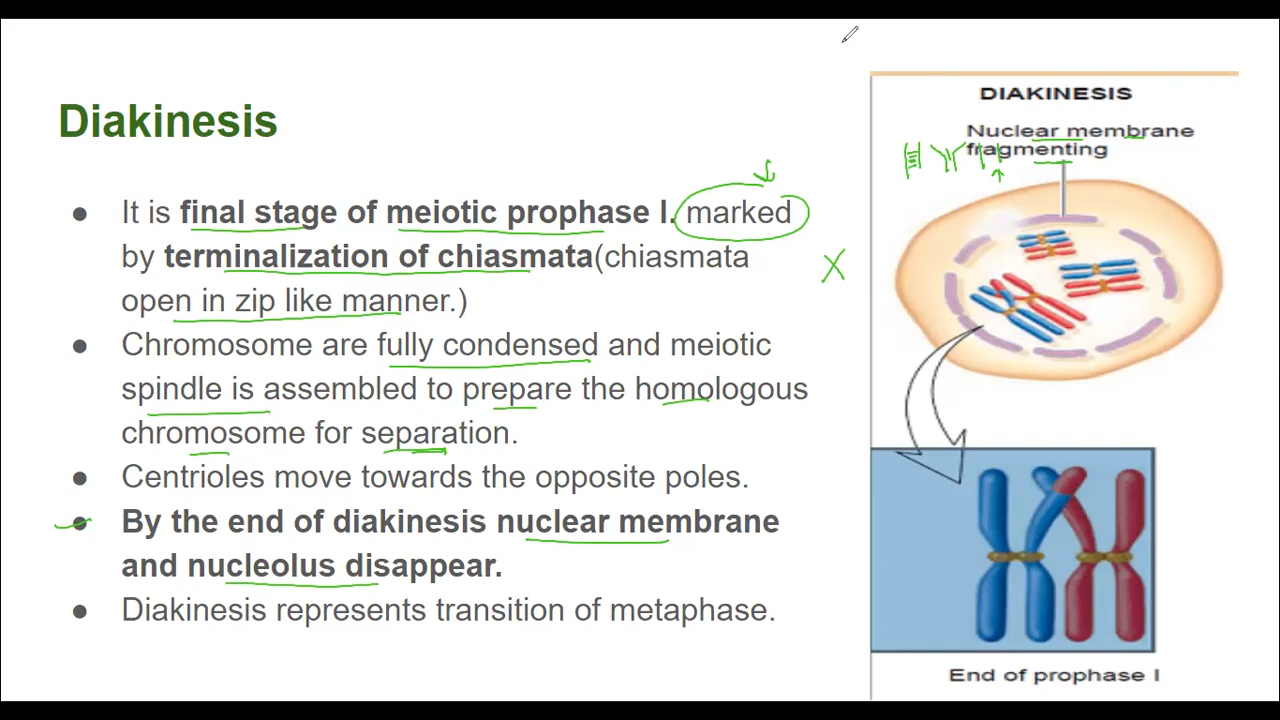 Diakinesis
● It is final stage of meiotic prophase I. marked
by terminalization of chiasmata(chiasmata
open in zip like manner.)
● Chromosome are fully condensed and meiotic
spindle is assembled to prepare the homologous
chromosome for separation.
● Centrioles move towards the opposite poles.
● By the end of diakinesis nuclear membrane
and nucleolus disappear.
● Diakinesis represents transition of metaphase.
DIAKINESIS
Nuclear membrane
fragmenting
End of prophase I